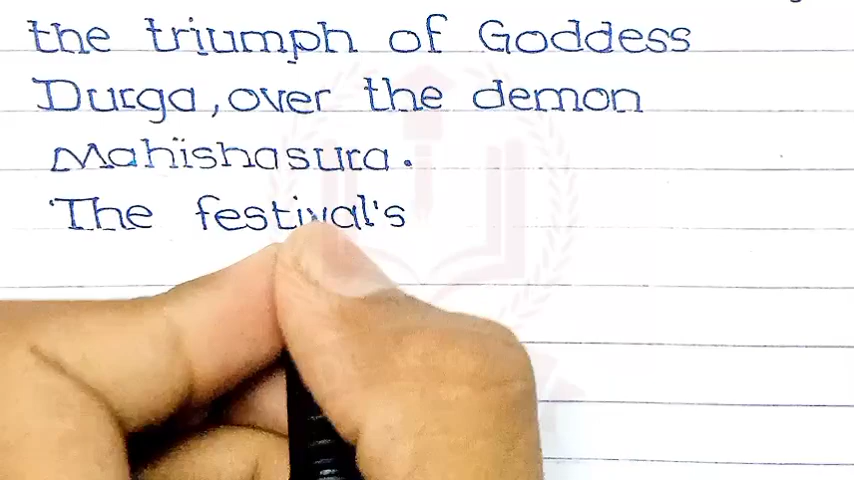 the triumph of Goddess
Durga, over the demon
Mahishasura.
The festival's